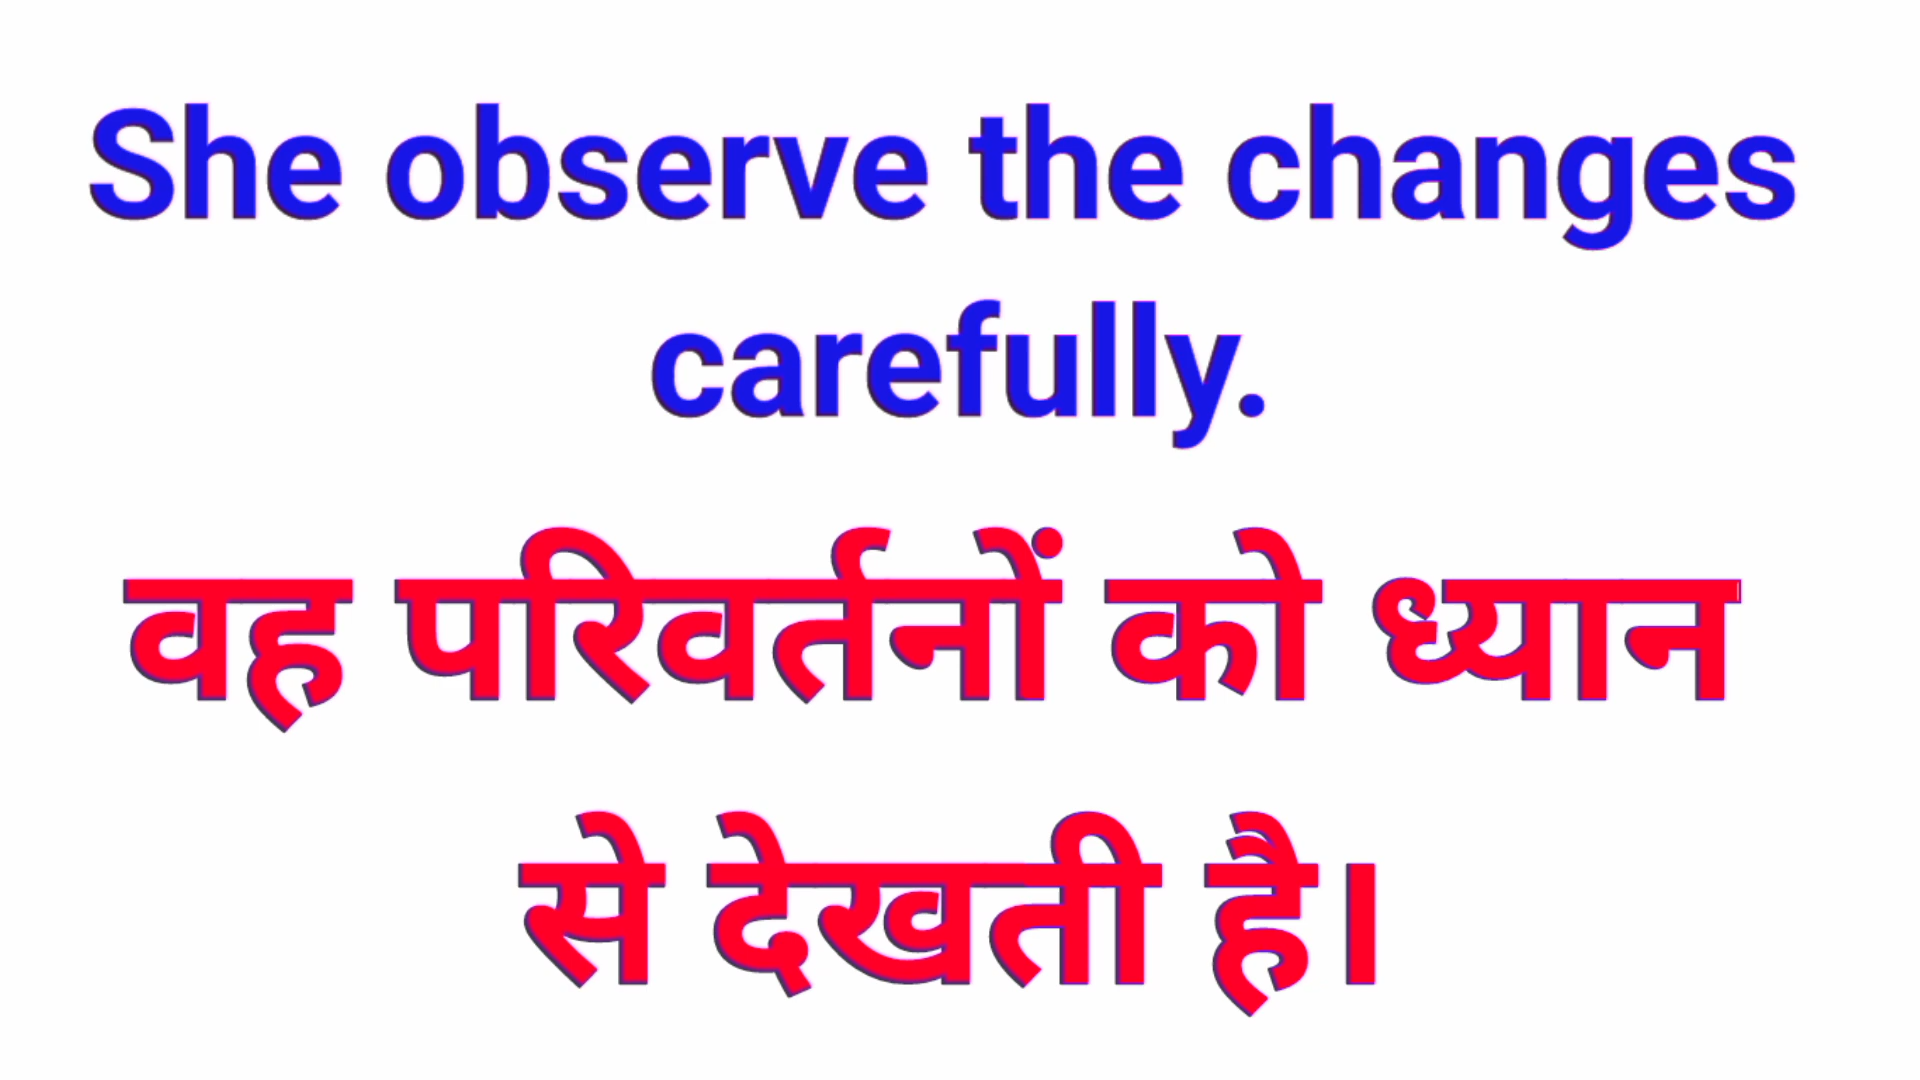 She observe the changes
carefully.
वह परिवर्तनों को ध्यान
से देखती है।